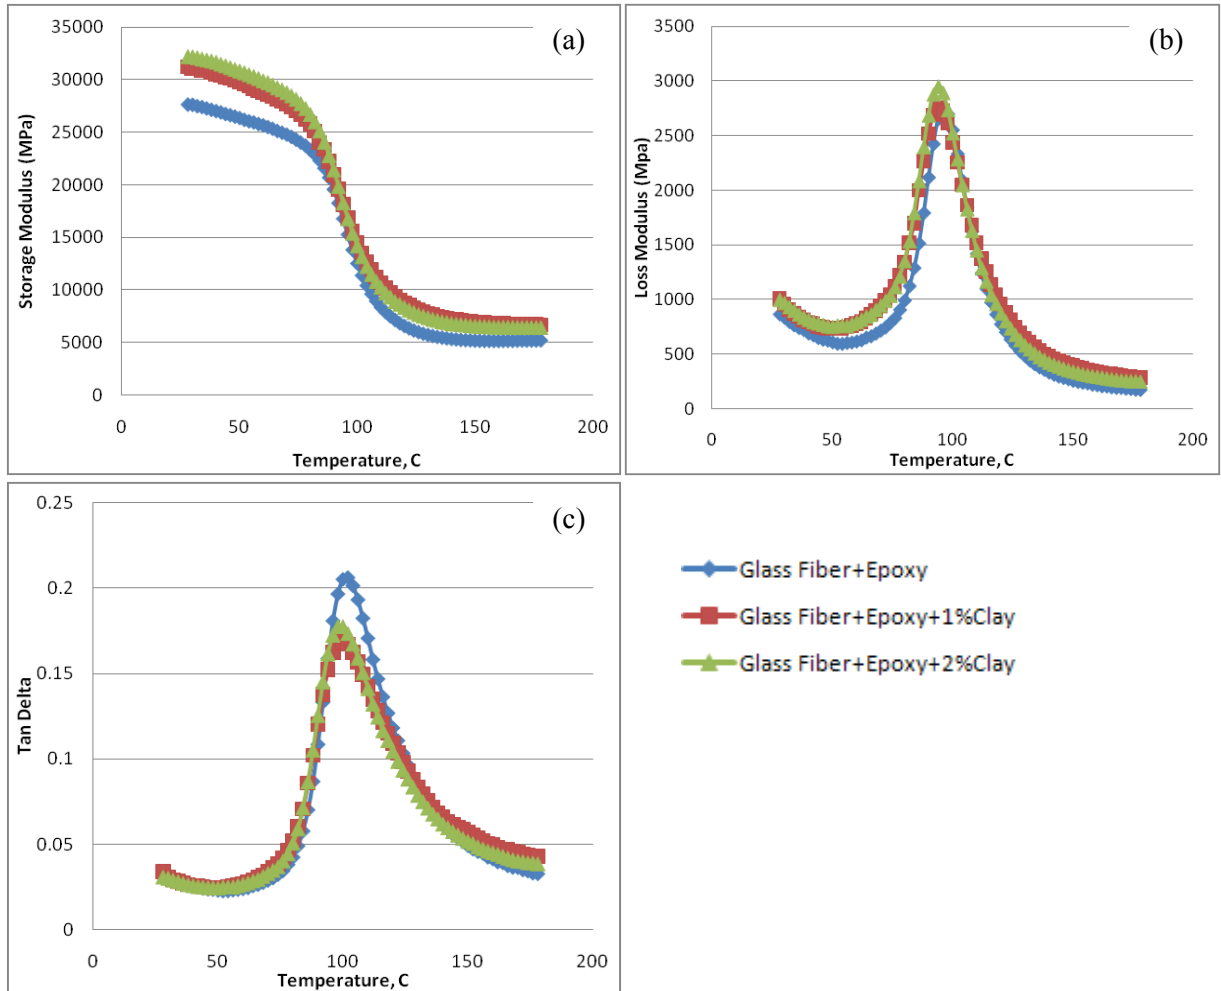 (a)
Storage Modulus (MPa)
35000
30000
25000
20000
15000
10000
5000
0
0 50 100 150 200
Temperature, C
(b)
Loss Modulus (Mpa)
3500
3000
2500
2000
1500
1000
500
0
0 50 100 150 200
Temperature, C
(c)
Tan Delta
0.25
0.2
0.15
0.1
0.05
0
0 50 100 150 200
Temperature, C
Glass Fiber+Epoxy
Glass Fiber+Epoxy+1%Clay
Glass Fiber+Epoxy+2%Clay